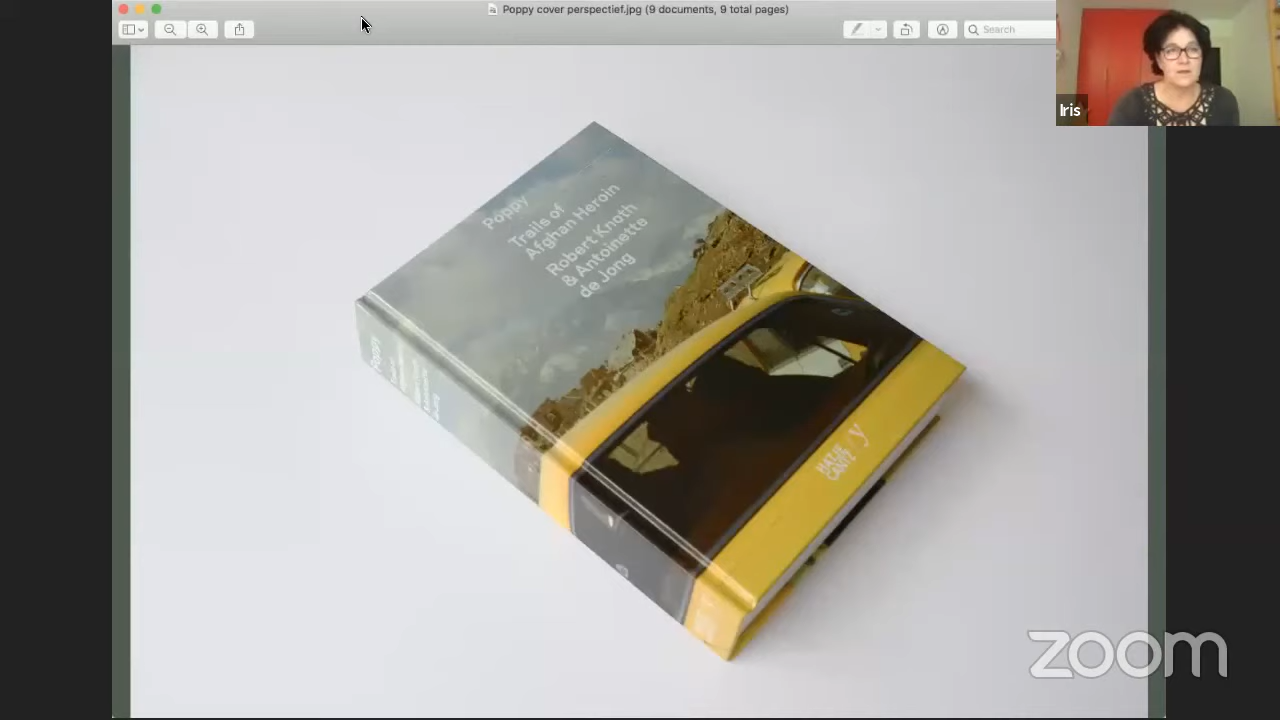 Poppy cover perspectief.jpg (9 documents, 9 total pages)
Search
Iris
Poppy
Trails of
Afghan Heroin
Robert Knoth
& Antoinette
de Jong
Poppy
HATJE
CANTZ
y
zoom